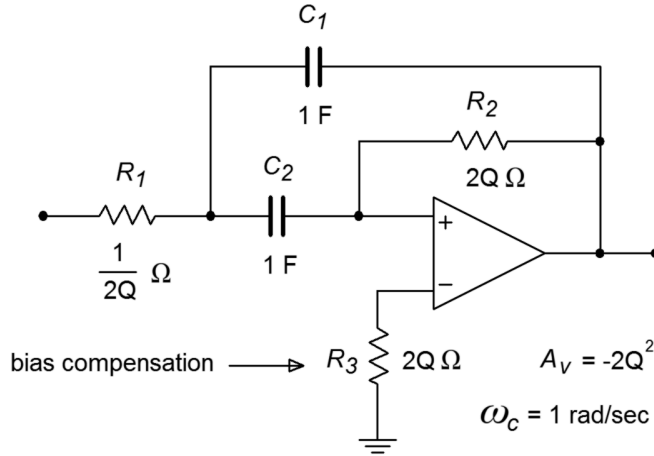 C1
1 F
R2
2Q Ω
R1
1
2Q Ω
C2
1 F
+
−
bias compensation
R3 2Q Ω
Av = -2Q²
ωc = 1 rad/sec